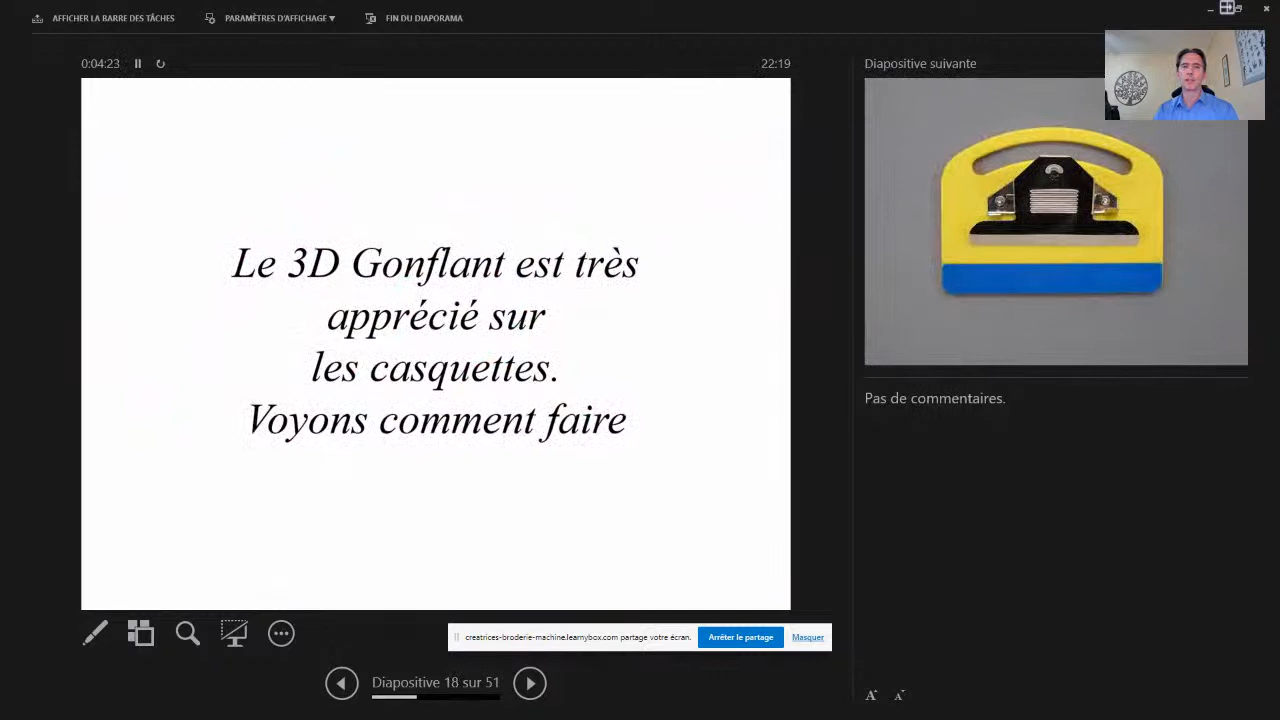 AFFICHER LA BARRE DES TÂCHES
PARAMÈTRES D'AFFICHAGE ▼
FIN DU DIAPORAMA
0:04:23
22:19
Diapositive suivante
Le 3D Gonflant est très
apprécié sur
les casquettes.
Voyons comment faire
Pas de commentaires.
creatrices-broderie-machine.learnybox.com partage votre écran.
Arrêter le partage
Masquer
Diapositive 18 sur 51
A A